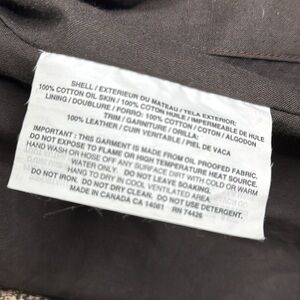 SHELL / EXTERIEUR DU MATEAU / TELA EXTERIOR:
100% COTTON OIL SKIN / 100% COTON HUILE / IMPERMEABLE DE HULE
LINING / DOUBLURE / FORRO: 100% COTTON / COTON / ALGODON
TRIM / GARNITURE / ORILLA:
100% LEATHER / CUIR VERITABLE / PIEL DE VACA
IMPORTANT : THIS GARMENT IS MADE FROM OIL PROOFED FABRIC.
DO NOT EXPOSE TO FLAME OR HIGH TEMPERATURE HEAT SOURCE.
HAND WASH OR HOSE OFF ANY SURFACE DIRT WITH COLD OR WARM
WATER. DO NOT LEAVE SOAKING.
HANG TO DRY IN COOL VENTILATED AREA
DO NOT IRON. DO NOT DRY CLEAN. DO NOT USE DETERGENT.
MADE IN CANADA CA 14061 RN 74426